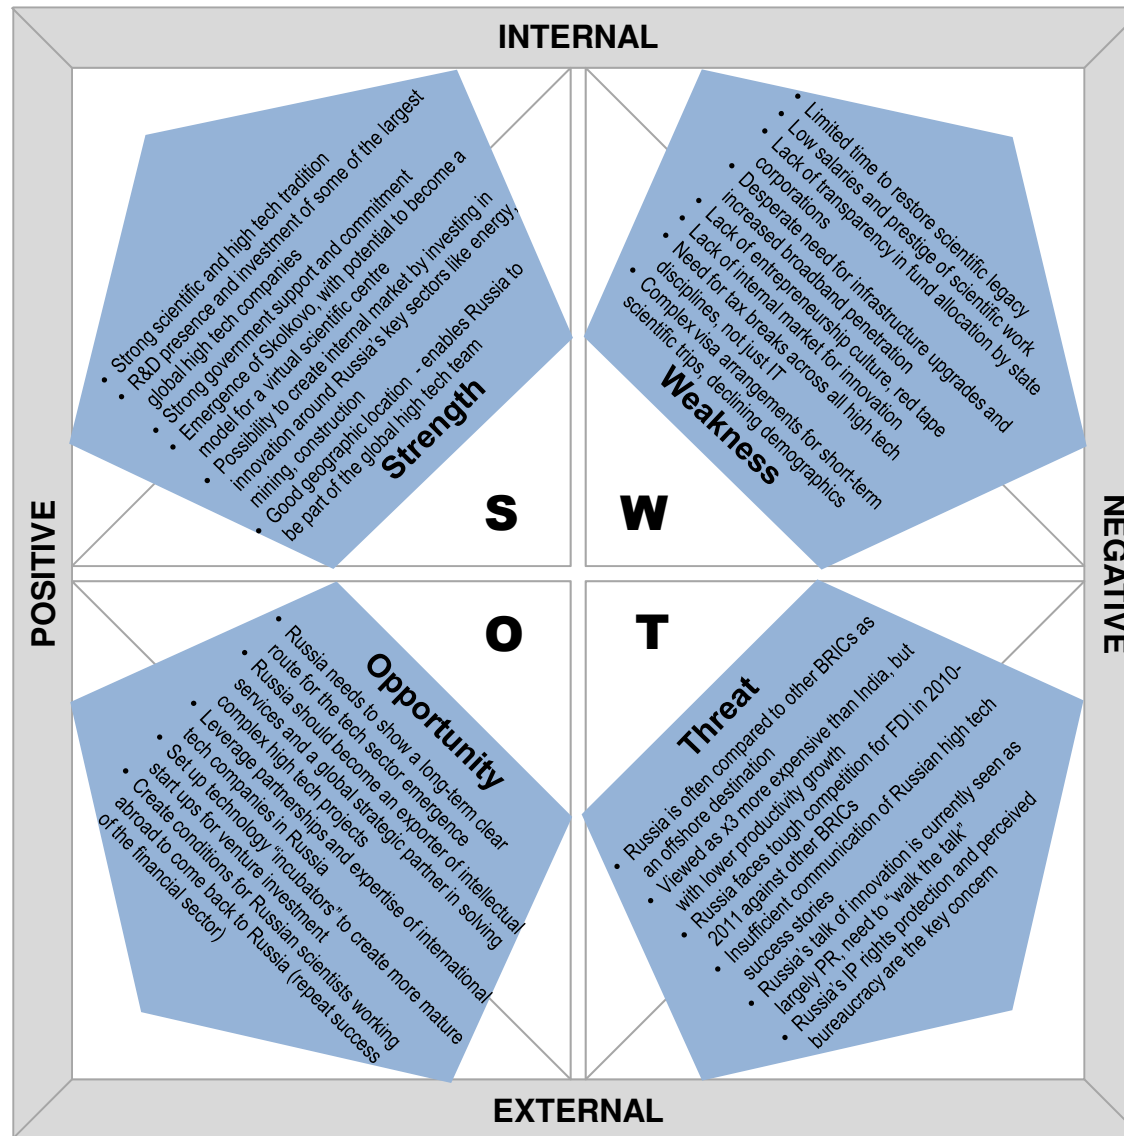 INTERNAL
POSITIVE
NEGATIVE
EXTERNAL
• Strong scientific and high tech tradition
• R&D presence and investment of some of the largest
global high tech companies
• Strong government support and commitment
• Emergence of Skolkovo, with potential to become a
model for a virtual scientific centre
• Possibility to create internal market by investing in
innovation around Russia's key sectors like energy,
mining, construction
• Good geographic location - enables Russia to
be part of the global high tech team
Strength
S
• Limited time to restore scientific legacy
• Low salaries and prestige of scientific work
• Lack of transparency in fund allocation by state
corporations
• Desperate need for infrastructure upgrades and
increased broadband penetration
• Lack of entrepreneurship culture, red tape
• Lack of internal market for innovation
• Need for tax breaks across all high tech
disciplines, not just IT
• Complex visa arrangements for short-term
scientific trips, declining demographics
Weakness
W
O
Opportunity
• Russia needs to show a long-term clear
route for the tech sector emergence
• Russia should become an exporter of intellectual
services and a global strategic partner in solving
complex high tech projects
• Leverage partnerships and expertise of international
tech companies in Russia
• Set up technology “incubators” to create more mature
start ups for venture investment
• Create conditions for Russian scientists working
abroad to come back to Russia (repeat success
of the financial sector)
T
Threat
• Russia is often compared to other BRICs as
an offshore destination
• Viewed as x3 more expensive than India, but
with lower productivity growth
• Russia faces tough competition for FDI in 2010-
2011 against other BRICs
• Insufficient communication of Russian high tech
success stories
• Russia's talk of innovation is currently seen as
largely PR, need to “walk the talk”
• Russia's IP rights protection and perceived
bureaucracy are the key concern